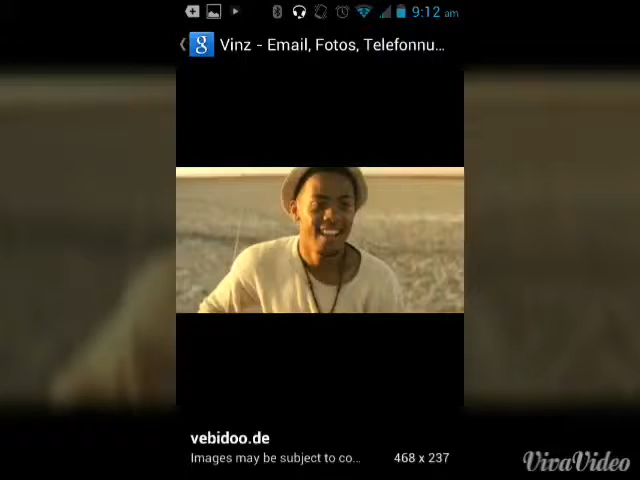 9:12 am
g Vinz - Email, Fotos, Telefonnu...
vebidoo.de
Images may be subject to co... 468 x 237
VivaVideo